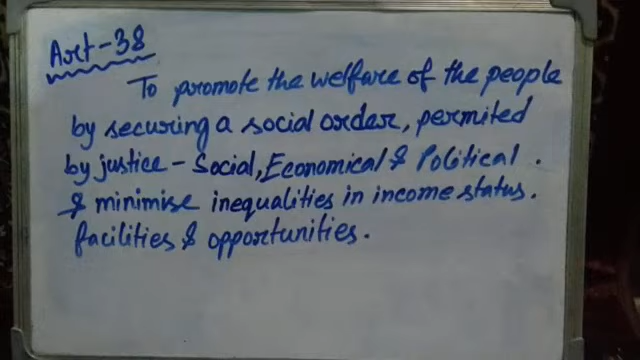 Art-38
To promote the welfare of the people
by securing a social order, permited
by justice - Social, Economical & Political.
& minimise inequalities in income status.
facilities & opportunities.